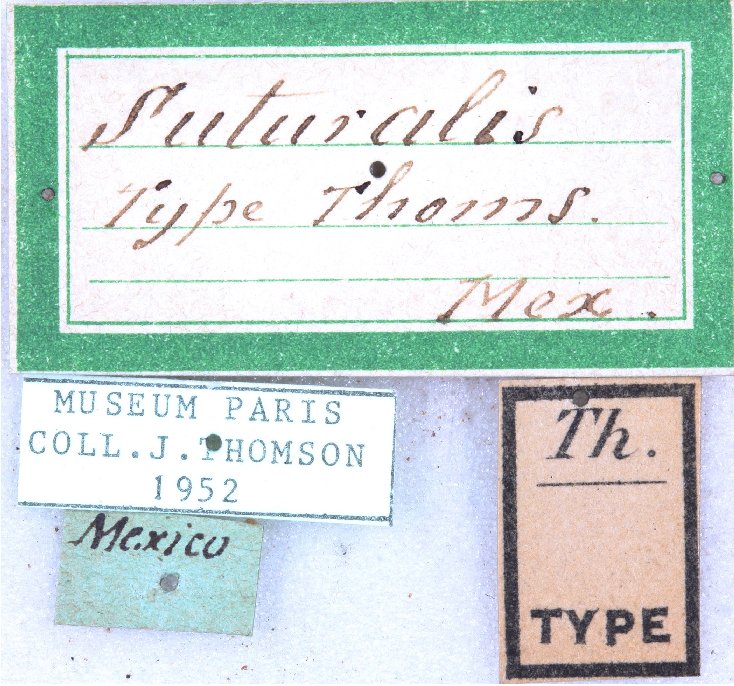 Suturalis
Type Thoms.
Mex.
MUSEUM PARIS
COLL. J. THOMSON
1952
Mexico
Th.
TYPE